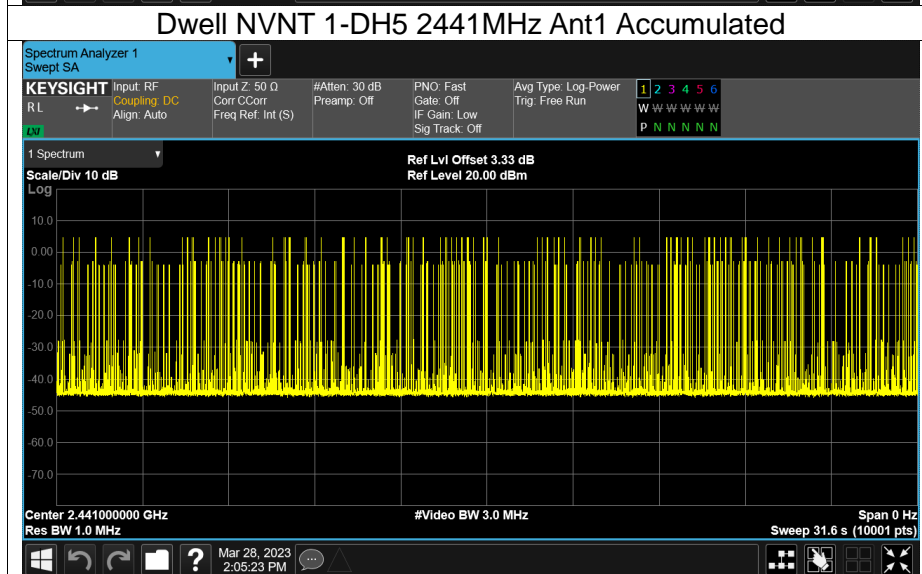 Dwell NVNT 1-DH5 2441MHz Ant1 Accumulated
Spectrum Analyzer 1
Swept SA
KEYSIGHT Input: RF Input Z: 50 Ω #Atten: 30 dB PNO: Fast Avg Type: Log-Power 1 2 3 4 5 6
R L Coupling: DC Corr CCorr Preamp: Off Gate: Off Trig: Free Run W W W W W W
Align: Auto Freq Ref: Int (S) IF Gain: Low
LXI Sig Track: Off P N N N N N
1 Spectrum Ref Lvl Offset 3.33 dB
Scale/Div 10 dB Ref Level 20.00 dBm
Log
10.0
0.00
-10.0
-20.0
-30.0
-40.0
-50.0
-60.0
-70.0
Center 2.441000000 GHz #Video BW 3.0 MHz Span 0 Hz
Res BW 1.0 MHz Sweep 31.6 s (10001 pts)
? Mar 28, 2023
2:05:23 PM